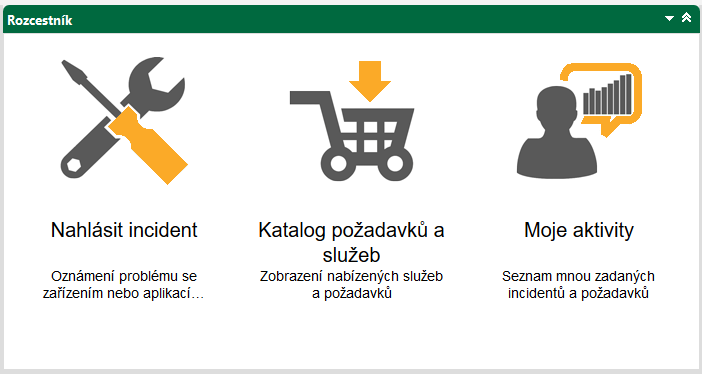 Rozcestník
Nahlásit incident
Oznámení problému se
zařízením nebo aplikací…
Katalog požadavků a
služeb
Zobrazení nabízených služeb
a požadavků
Moje aktivity
Seznam mnou zadaných
incidentů a požadavků